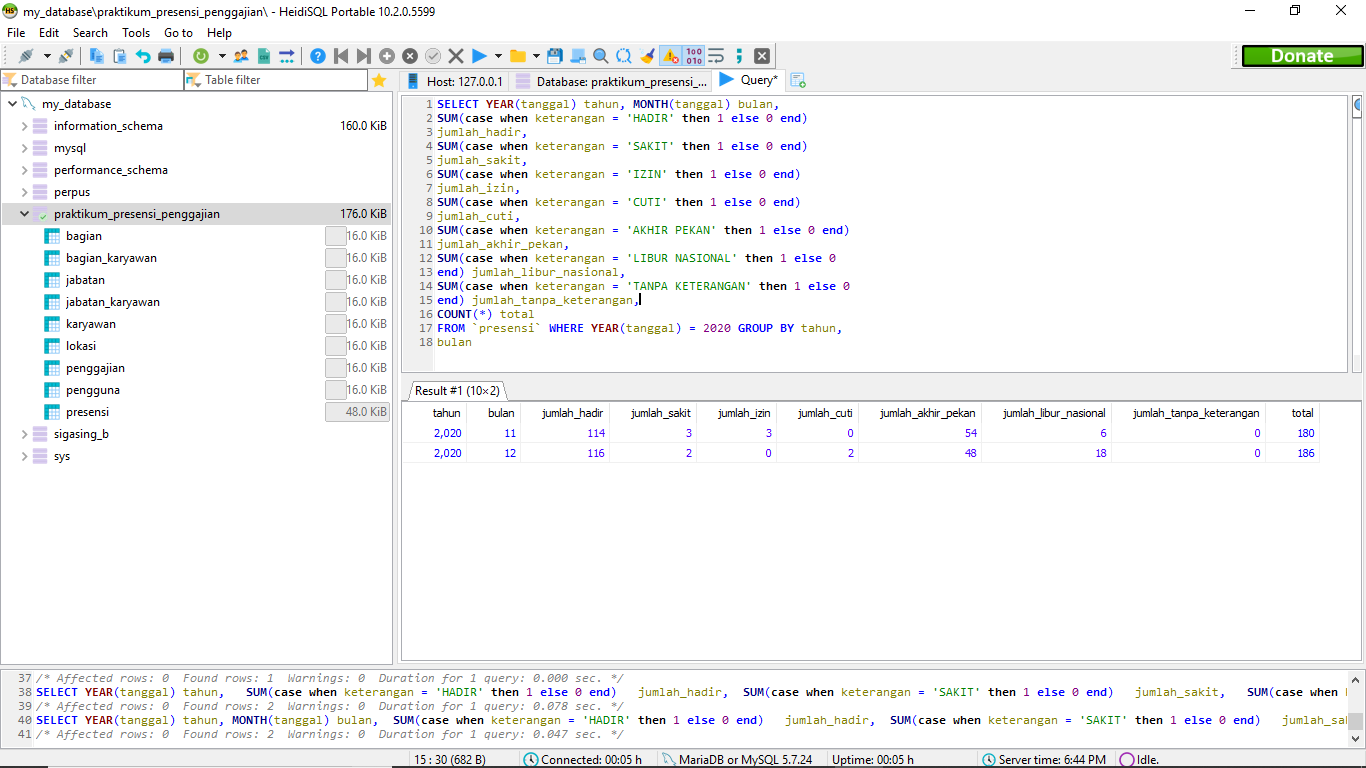 my_database\praktikum_presensi_penggajian\ - HeidiSQL Portable 10.2.0.5599
File Edit Search Tools Go to Help
Donate
Database filter
Table filter
Host: 127.0.0.1
Database: praktikum_presensi_...
Query*
my_database
information_schema 160.0 KiB
mysql
performance_schema
perpus
praktikum_presensi_penggajian 176.0 KiB
bagian 16.0 KiB
bagian_karyawan 16.0 KiB
jabatan 16.0 KiB
jabatan_karyawan 16.0 KiB
karyawan 16.0 KiB
lokasi 16.0 KiB
penggajian 16.0 KiB
pengguna 16.0 KiB
presensi 48.0 KiB
sigasing_b
sys
1 SELECT YEAR(tanggal) tahun, MONTH(tanggal) bulan,
2 SUM(case when keterangan = 'HADIR' then 1 else 0 end)
3 jumlah_hadir,
4 SUM(case when keterangan = 'SAKIT' then 1 else 0 end)
5 jumlah_sakit,
6 SUM(case when keterangan = 'IZIN' then 1 else 0 end)
7 jumlah_izin,
8 SUM(case when keterangan = 'CUTI' then 1 else 0 end)
9 jumlah_cuti,
10 SUM(case when keterangan = 'AKHIR PEKAN' then 1 else 0 end)
11 jumlah_akhir_pekan,
12 SUM(case when keterangan = 'LIBUR NASIONAL' then 1 else 0
13 end) jumlah_libur_nasional,
14 SUM(case when keterangan = 'TANPA KETERANGAN' then 1 else 0
15 end) jumlah_tanpa_keterangan,
16 COUNT(*) total
17 FROM `presensi` WHERE YEAR(tanggal) = 2020 GROUP BY tahun,
18 bulan
Result #1 (10×2)
tahun bulan jumlah_hadir jumlah_sakit jumlah_izin jumlah_cuti jumlah_akhir_pekan jumlah_libur_nasional jumlah_tanpa_keterangan total
2,020 11 114 3 3 0 54 6 0 180
2,020 12 116 2 0 2 48 18 0 186
37 /* Affected rows: 0 Found rows: 1 Warnings: 0 Duration for 1 query: 0.000 sec. */
38 SELECT YEAR(tanggal) tahun, SUM(case when keterangan = 'HADIR' then 1 else 0 end) jumlah_hadir, SUM(case when keterangan = 'SAKIT' then 1 else 0 end) jumlah_sakit, SUM(case when
39 /* Affected rows: 0 Found rows: 2 Warnings: 0 Duration for 1 query: 0.078 sec. */
40 SELECT YEAR(tanggal) tahun, MONTH(tanggal) bulan, SUM(case when keterangan = 'HADIR' then 1 else 0 end) jumlah_hadir, SUM(case when keterangan = 'SAKIT' then 1 else 0 end) jumlah_sa
41 /* Affected rows: 0 Found rows: 2 Warnings: 0 Duration for 1 query: 0.047 sec. */
15 : 30 (682 B) Connected: 00:05 h MariaDB or MySQL 5.7.24 Uptime: 00:05 h Server time: 6:44 PM Idle.